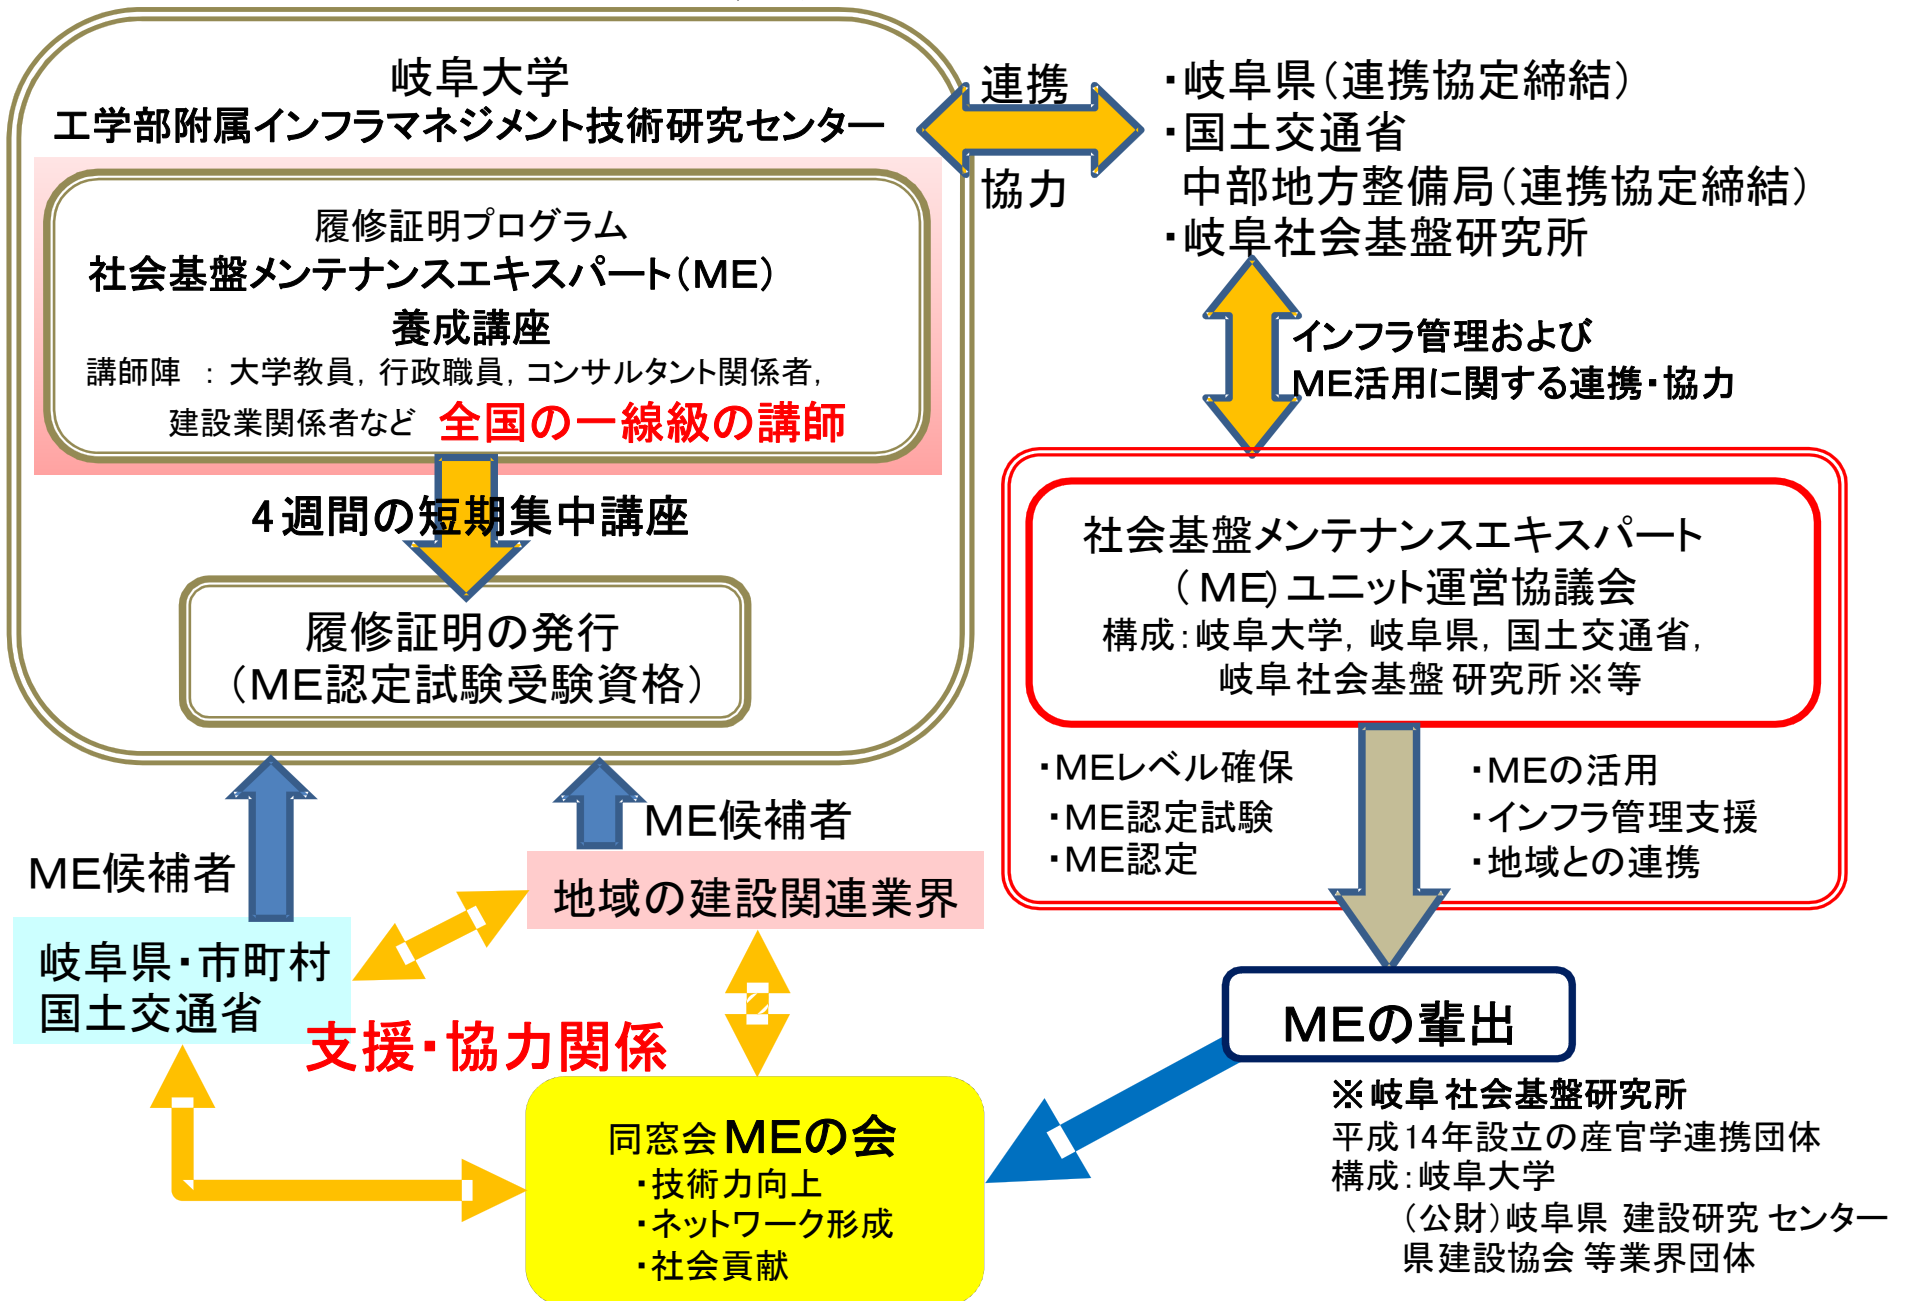 岐阜大学
工学部附属インフラマネジメント技術研究センター
履修証明プログラム
社会基盤メンテナンスエキスパート（ME）
養成講座
講師陣 ：大学教員，行政職員，コンサルタント関係者，
建設業関係者など 全国の一線級の講師
4週間の短期集中講座
履修証明の発行
（ME認定試験受験資格）
連携
協力
・岐阜県（連携協定締結）
・国土交通省
中部地方整備局（連携協定締結）
・岐阜社会基盤研究所
インフラ管理および
ME活用に関する連携・協力
社会基盤メンテナンスエキスパート
（ME）ユニット運営協議会
構成：岐阜大学，岐阜県，国土交通省，
岐阜社会基盤研究所※等
・MEレベル確保
・ME認定試験
・ME認定
・MEの活用
・インフラ管理支援
・地域との連携
ME候補者
ME候補者
地域の建設関連業界
岐阜県・市町村
国土交通省
支援・協力関係
MEの輩出
同窓会 MEの会
・技術力向上
・ネットワーク形成
・社会貢献
※岐阜社会基盤研究所
平成14年設立の産官学連携団体
構成：岐阜大学
（公財）岐阜県 建設研究センター
県建設協会 等業界団体